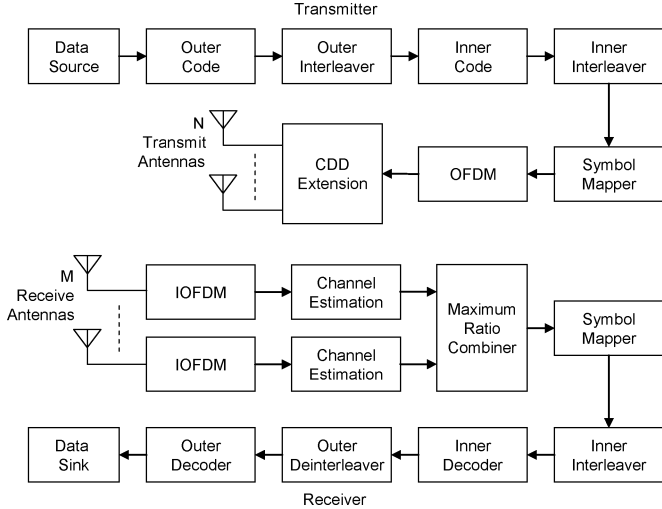 Transmitter
Data
Source
Outer
Code
Outer
Interleaver
Inner
Code
Inner
Interleaver
N
Transmit
Antennas
CDD
Extension
OFDM
Symbol
Mapper
M
Receive
Antennas
IOFDM
Channel
Estimation
Maximum
Ratio
Combiner
Symbol
Mapper
IOFDM
Channel
Estimation
Data
Sink
Outer
Decoder
Outer
Deinterleaver
Inner
Decoder
Inner
Interleaver
Receiver